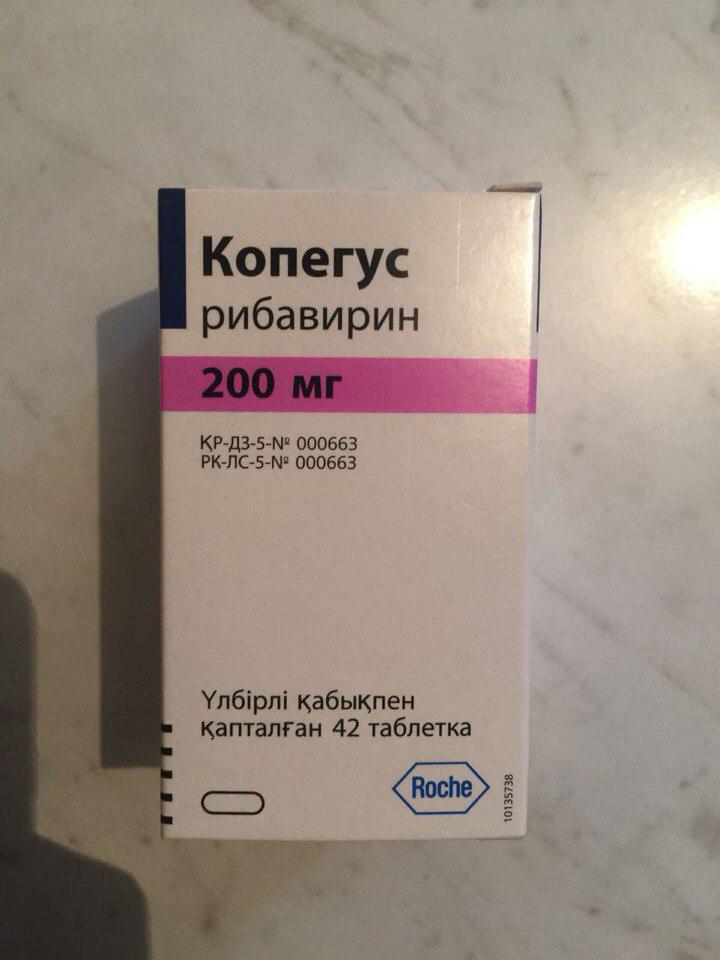 Копегус
рибавирин
200 мг
ҚР-ДЗ-5-№ 000663
РК-ЛС-5-№ 000663
Үлбірлі қабықпен
қапталған 42 таблетка
Roche
10135738